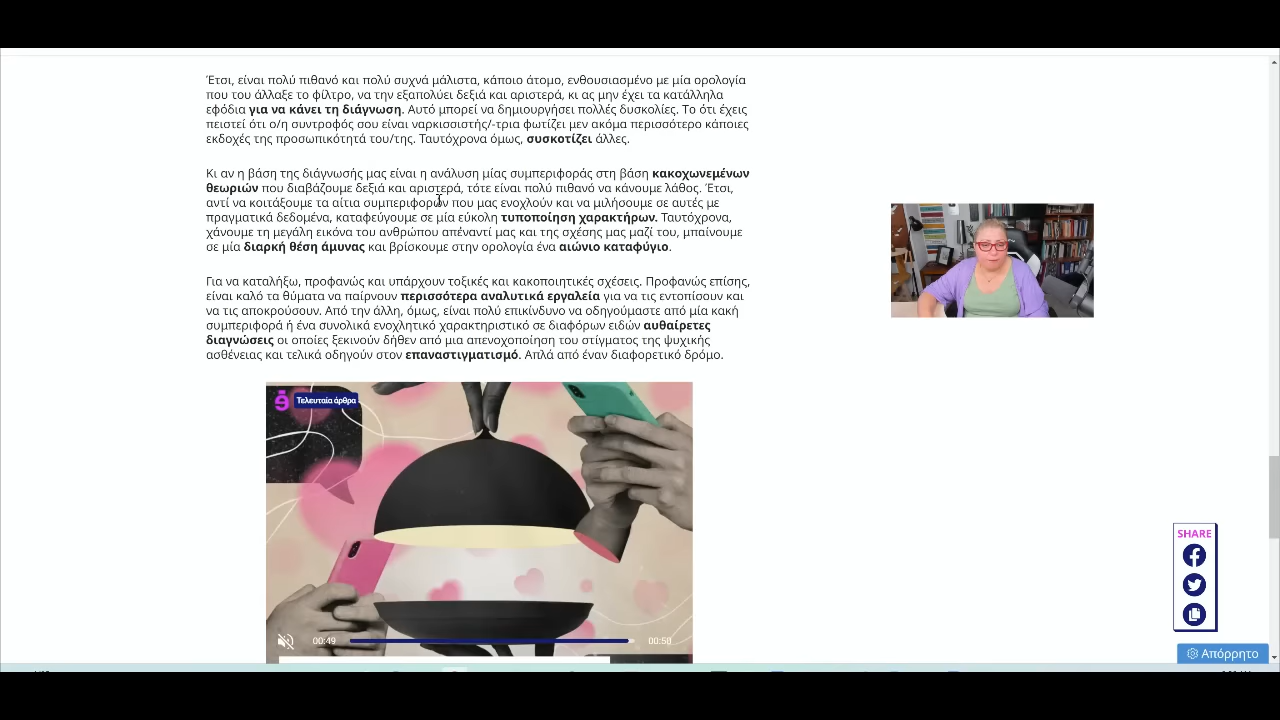 Έτσι, είναι πολύ πιθανό και πολύ συχνά μάλιστα, κάποιο άτομο, ενθουσιασμένο με μία ορολογία
που του άλλαξε το φίλτρο, να την εξαπολύει δεξιά και αριστερά, κι ας μην έχει τα κατάλληλα
εφόδια για να κάνει τη διάγνωση. Αυτό μπορεί να δημιουργήσει πολλές δυσκολίες. Το ότι έχεις
πειστεί ότι ο/η συντροφός σου είναι ναρκισσιστής/-τρια φωτίζει μεν ακόμα περισσότερο κάποιες
εκδοχές της προσωπικότητά του/της. Ταυτόχρονα όμως, συσκοτίζει άλλες.
Κι αν η βάση της διάγνωσής μας είναι η ανάλυση μίας συμπεριφοράς στη βάση κακοχωνεμένων
θεωριών που διαβάζουμε δεξιά και αριστερά, τότε είναι πολύ πιθανό να κάνουμε λάθος. Έτσι,
αντί να κοιτάξουμε τα αίτια συμπεριφορών που μας ενοχλούν και να μιλήσουμε σε αυτές με
πραγματικά δεδομένα, καταφεύγουμε σε μία εύκολη τυποποίηση χαρακτήρων. Ταυτόχρονα,
χάνουμε τη μεγάλη εικόνα του ανθρώπου απέναντί μας και της σχέσης μας μαζί του, μπαίνουμε
σε μία διαρκή θέση άμυνας και βρίσκουμε στην ορολογία ένα αιώνιο καταφύγιο.
Για να καταλήξω, προφανώς και υπάρχουν τοξικές και κακοποιητικές σχέσεις. Προφανώς επίσης,
είναι καλό τα θύματα να παίρνουν περισσότερα αναλυτικά εργαλεία για να τις εντοπίσουν και
να τις αποκρούσουν. Από την άλλη, όμως, είναι πολύ επικίνδυνο να οδηγούμαστε από μία κακή
συμπεριφορά ή ένα συνολικά ενοχλητικό χαρακτηριστικό σε διαφόρων ειδών αυθαίρετες
διαγνώσεις οι οποίες ξεκινούν δήθεν από μια απενοχοποίηση του στίγματος της ψυχικής
ασθένειας και τελικά οδηγούν στον επαναστιγματισμό. Απλά από έναν διαφορετικό δρόμο.
Τελευταία άρθρα
00:49
00:50
SHARE
Απόρρητο